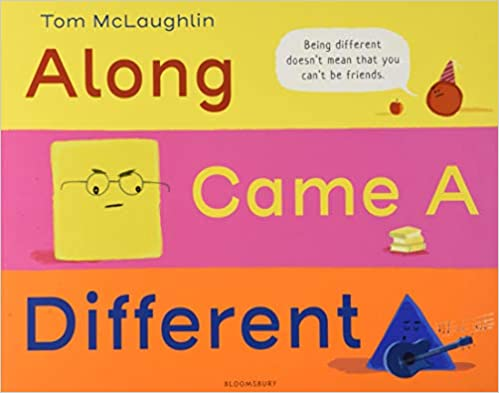 Tom McLaughlin
Along
Being different
doesn't mean that you
can't be friends.
Came A
Different
BLOOMSBURY